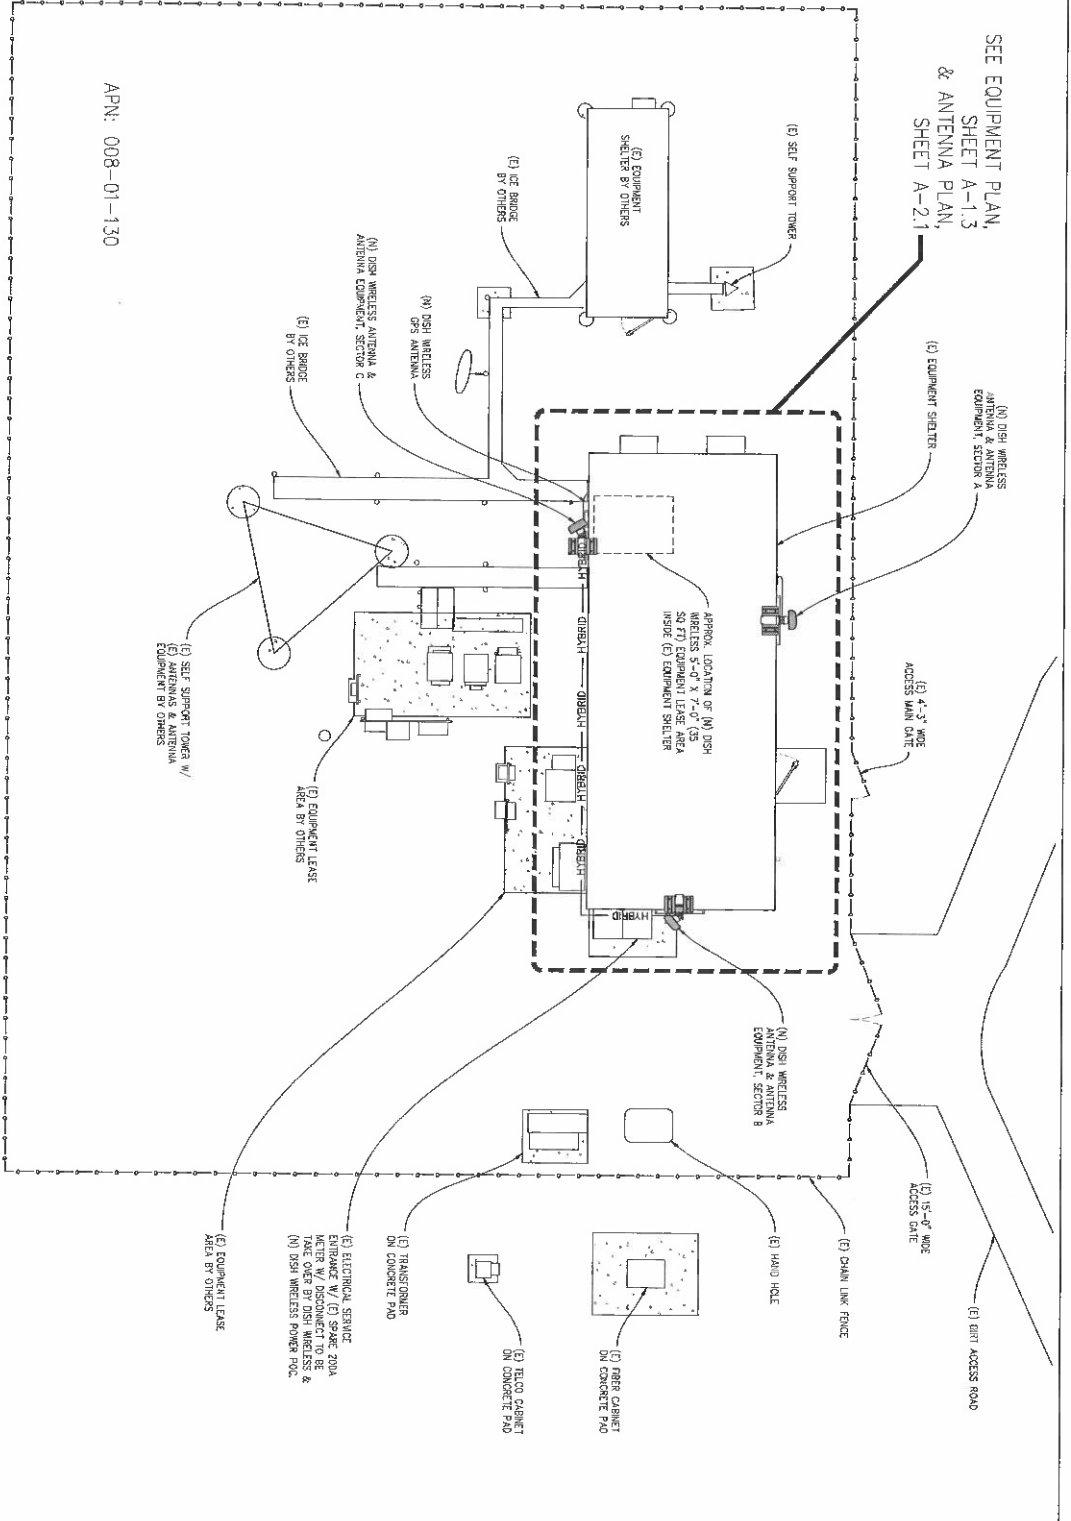 SEE EQUIPMENT PLAN,
SHEET A-1.3
& ANTENNA PLAN,
SHEET A-2.1
(N) DISH WIRELESS
ANTENNA & ANTENNA
EQUIPMENT, SECTOR A
(E) EQUIPMENT SHELTER
(E) 4'-3" WIDE
ACCESS MAIN GATE
(E) 15'-0" WIDE
ACCESS GATE
(E) DIRT ACCESS ROAD
(E) SELF SUPPORT TOWER
(E) EQUIPMENT
SHELTER BY OTHERS
(E) ICE BRIDGE
BY OTHERS
(N) DISH WIRELESS
GPS ANTENNA
(N) DISH WIRELESS ANTENNA &
ANTENNA EQUIPMENT, SECTOR C
(E) ICE BRIDGE
BY OTHERS
APPROX. LOCATION OF (N) DISH
WIRELESS 5'-0" X 7'-0" (35
SQ FT) EQUIPMENT LEASE AREA
INSIDE (E) EQUIPMENT SHELTER
HYBRID
HYBRID
HYBRID
HYBRID
HYBRID
HYBRID
(N) DISH WIRELESS
ANTENNA & ANTENNA
EQUIPMENT, SECTOR B
(E) CHAIN LINK FENCE
(E) HAND HOLE
(E) FIBER CABINET
ON CONCRETE PAD
(E) TELCO CABINET
ON CONCRETE PAD
(E) TRANSFORMER
ON CONCRETE PAD
(E) ELECTRICAL SERVICE
ENTRANCE W/ (E) SPARE 200A
METER W/ DISCONNECT TO BE
TAKE OVER BY DISH WIRELESS &
(N) DISH WIRELESS POWER POC.
(E) EQUIPMENT LEASE
AREA BY OTHERS
(E) EQUIPMENT LEASE
AREA BY OTHERS
(E) SELF SUPPORT TOWER W/
(E) ANTENNAS & ANTENNA
EQUIPMENT BY OTHERS
APN: 008-01-130